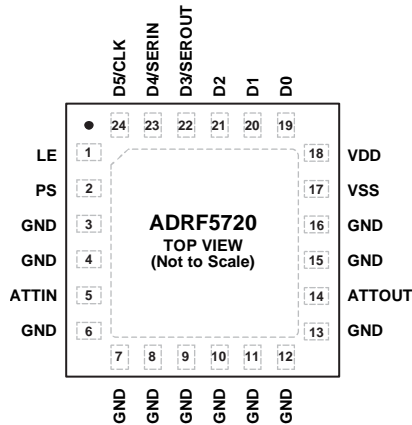 D5/CLK
D4/SERIN
D3/SEROUT
D2
D1
D0
24
23
22
21
20
19
LE 1
PS 2
GND 3
GND 4
ATTIN 5
GND 6
ADRF5720
TOP VIEW
(Not to Scale)
18 VDD
17 VSS
16 GND
15 GND
14 ATTOUT
13 GND
7
8
9
10
11
12
GND
GND
GND
GND
GND
GND